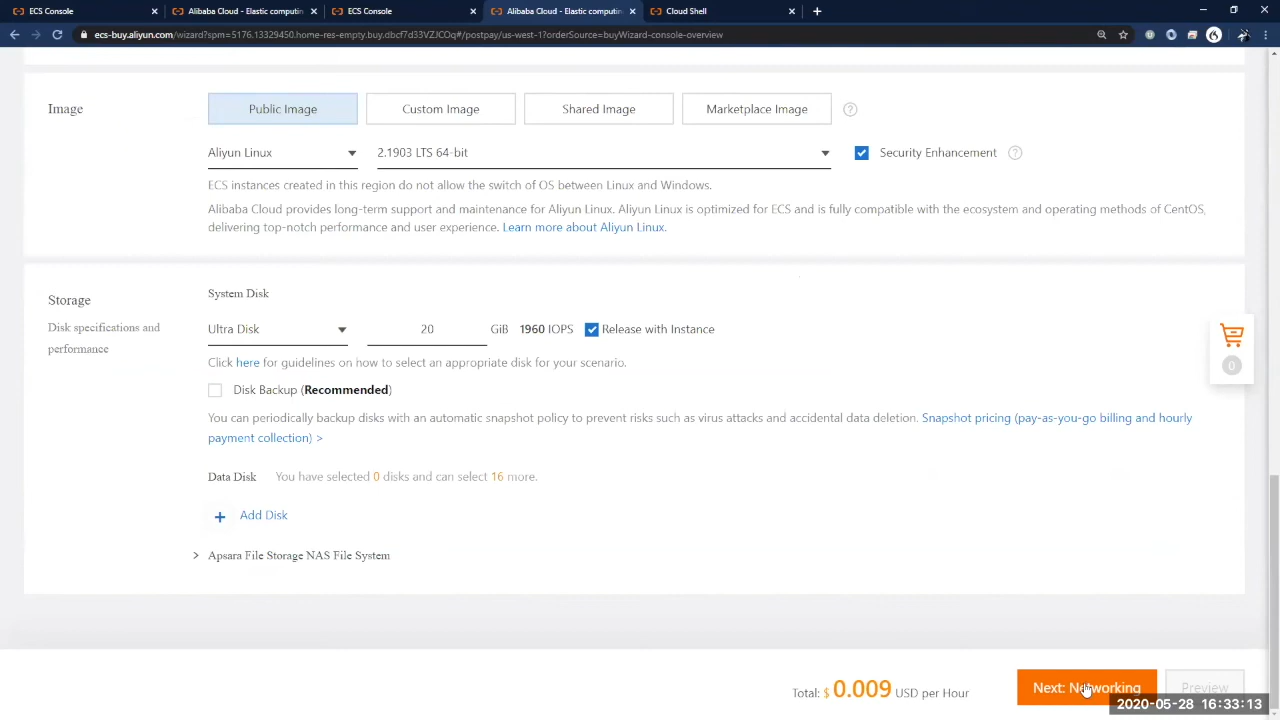 ECS Console
Alibaba Cloud - Elastic computin
ECS Console
Alibaba Cloud - Elastic computin
Cloud Shell
ecs-buy.aliyun.com/wizard?spm=5176.13329450.home-res-empty.buy.dbcf7d33VZJCOq#/postpay/us-west-1?orderSource=buyWizard-console-overview
Image
Public Image
Custom Image
Shared Image
Marketplace Image
?
Aliyun Linux
2.1903 LTS 64-bit
Security Enhancement
?
ECS instances created in this region do not allow the switch of OS between Linux and Windows.
Alibaba Cloud provides long-term support and maintenance for Aliyun Linux. Aliyun Linux is optimized for ECS and is fully compatible with the ecosystem and operating methods of CentOS,
delivering top-notch performance and user experience. Learn more about Aliyun Linux.
Storage
System Disk
Disk specifications and
performance
Ultra Disk
20
GiB
1960 IOPS
Release with Instance
Click here for guidelines on how to select an appropriate disk for your scenario.
Disk Backup (Recommended)
You can periodically backup disks with an automatic snapshot policy to prevent risks such as virus attacks and accidental data deletion. Snapshot pricing (pay-as-you-go billing and hourly
payment collection) >
Data Disk
You have selected 0 disks and can select 16 more.
+ Add Disk
> Apsara File Storage NAS File System
0
Total: $ 0.009 USD per Hour
Next: Networking
Preview
2020-05-28 16:33:13